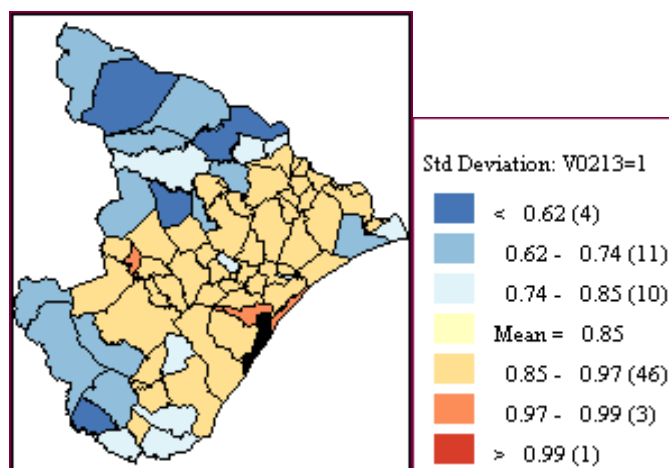 Std Deviation: V0213=1
< 0.62 (4)
0.62 - 0.74 (11)
0.74 - 0.85 (10)
Mean = 0.85
0.85 - 0.97 (46)
0.97 - 0.99 (3)
> 0.99 (1)